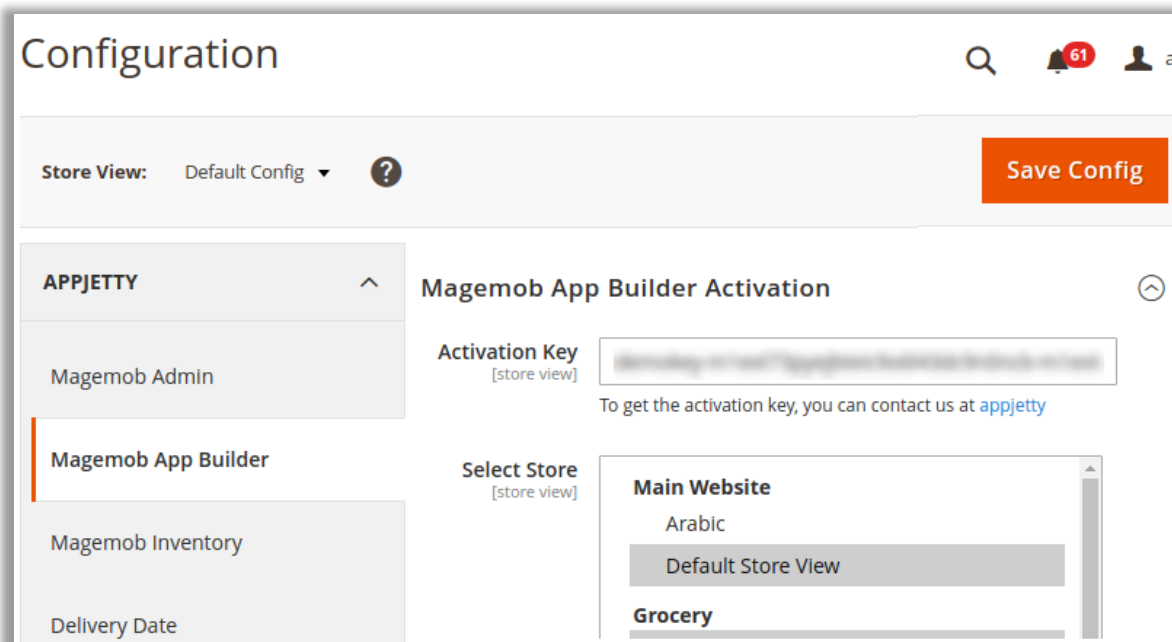 Configuration
61
a
Store View: Default Config
?
Save Config
APPJETTY
Magemob Admin
Magemob App Builder
Magemob Inventory
Delivery Date
Magemob App Builder Activation
Activation Key
[store view]
To get the activation key, you can contact us at appjetty
Select Store
[store view]
Main Website
Arabic
Default Store View
Grocery